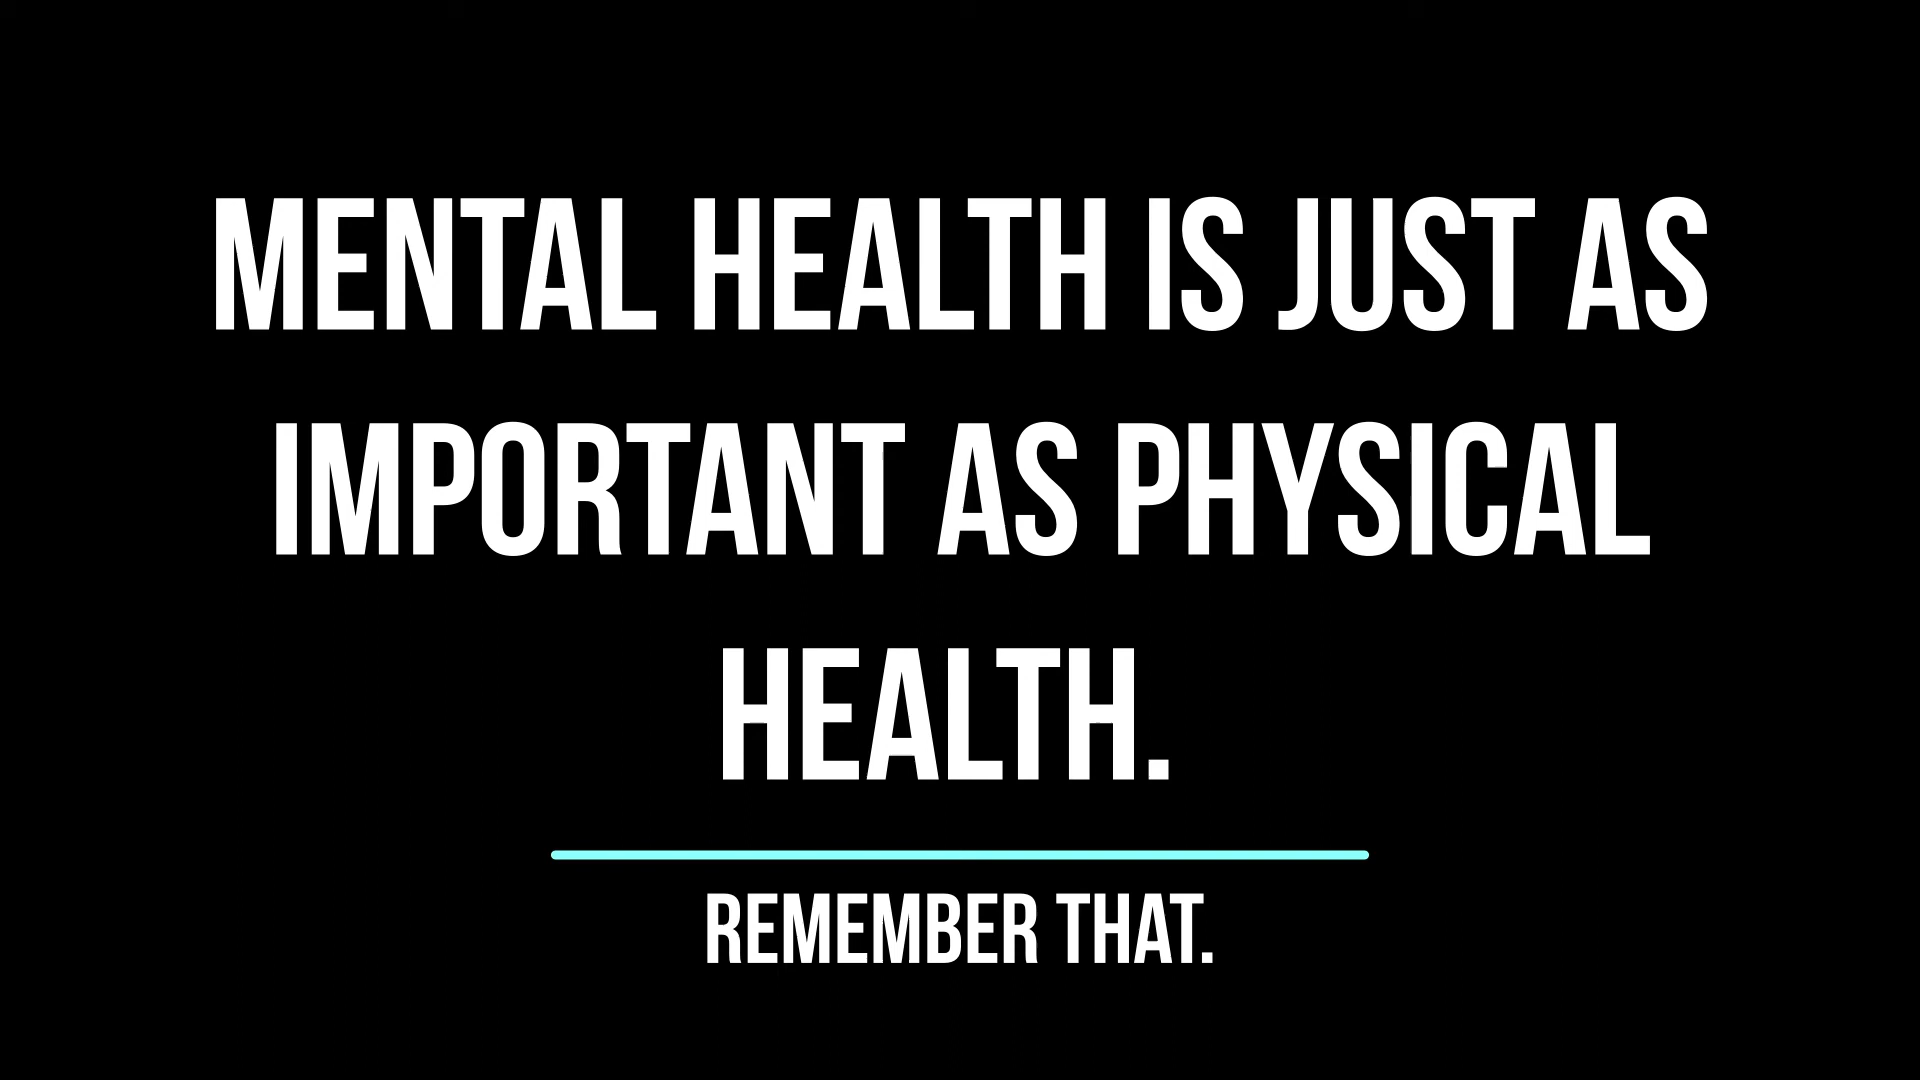 MENTAL HEALTH IS JUST AS
IMPORTANT AS PHYSICAL
HEALTH.
REMEMBER THAT.